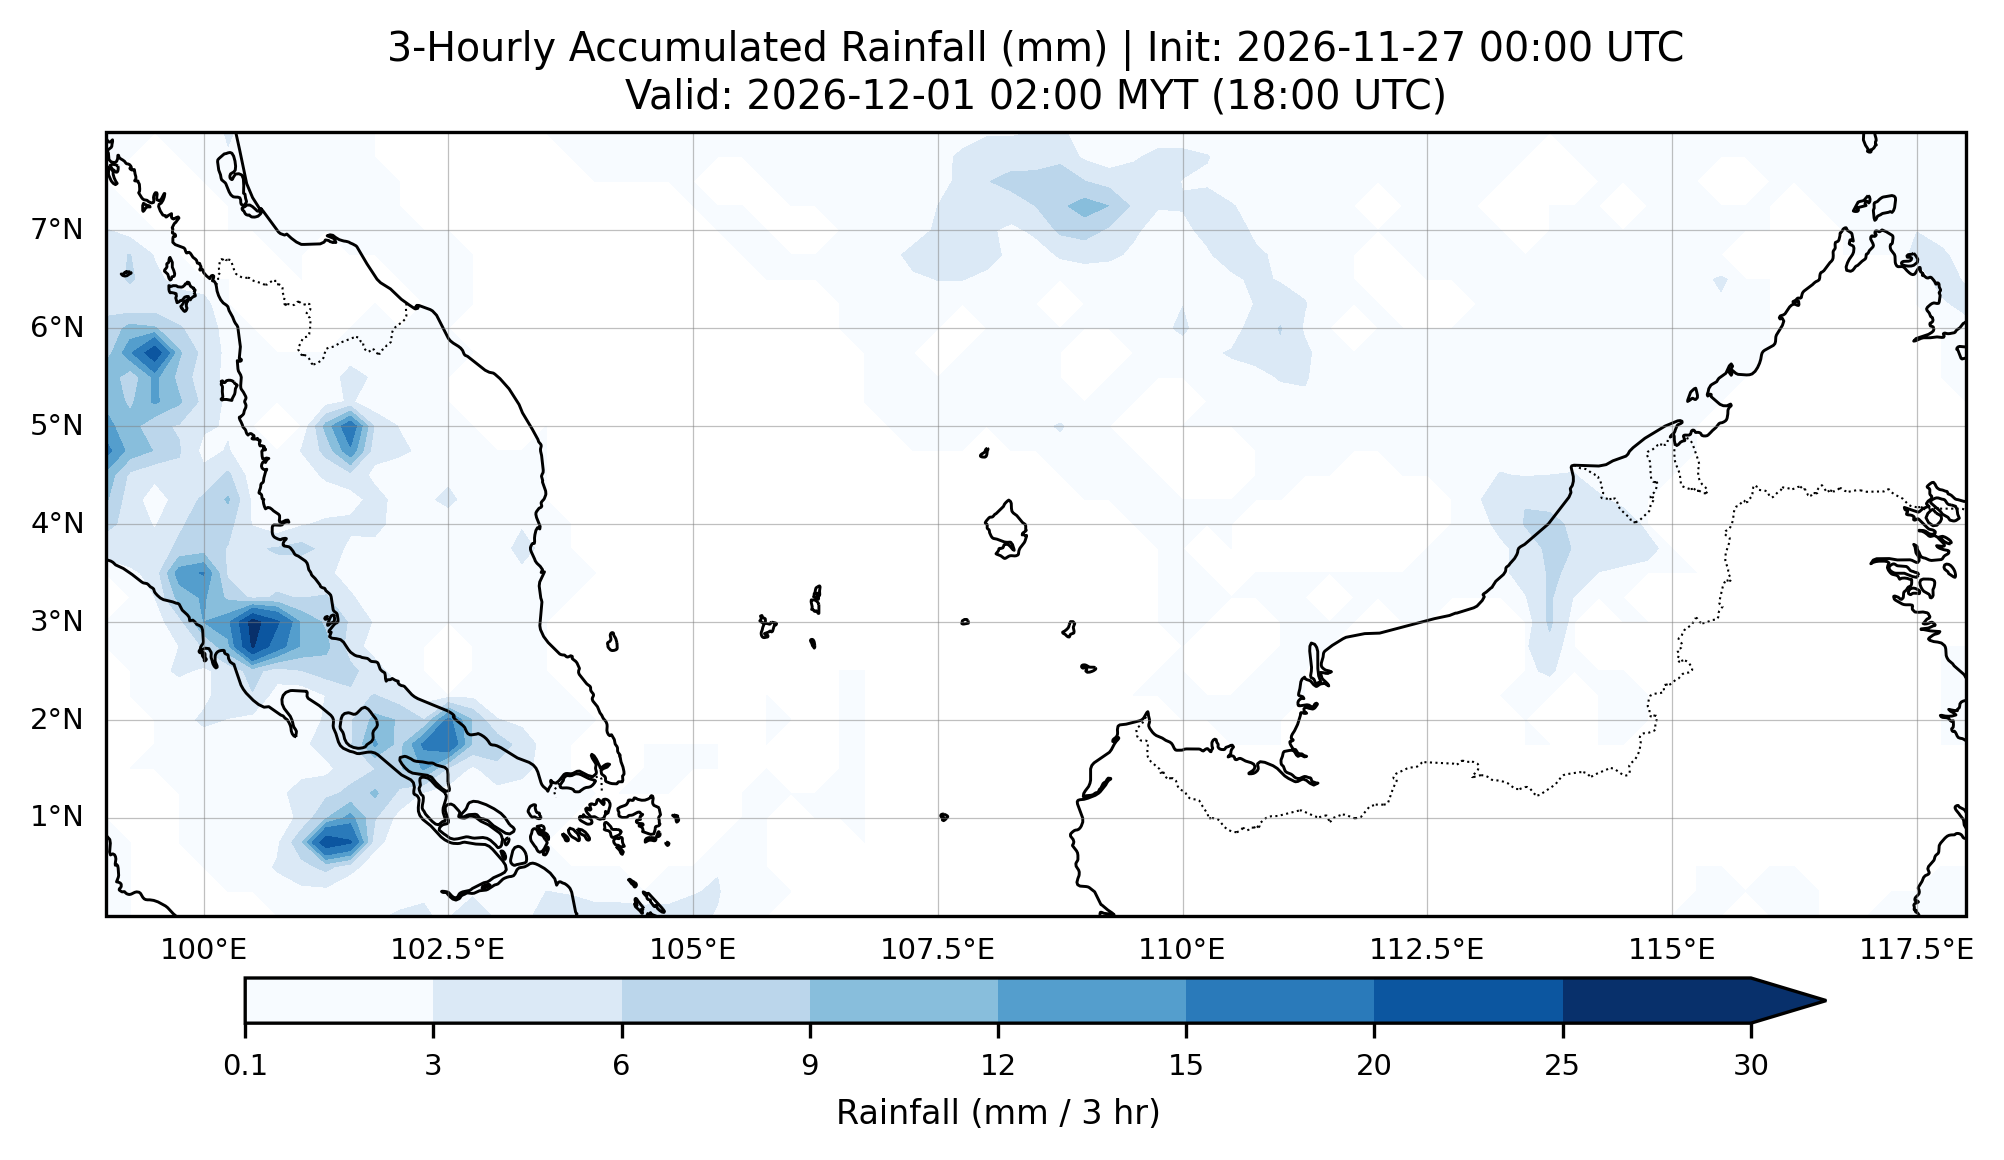 3-Hourly Accumulated Rainfall (mm) | Init: 2026-11-27 00:00 UTC
Valid: 2026-12-01 02:00 MYT (18:00 UTC)
7°N
6°N
5°N
4°N
3°N
2°N
1°N
100°E 102.5°E 105°E 107.5°E 110°E 112.5°E 115°E 117.5°E
0.1 3 6 9 12 15 20 25 30
Rainfall (mm / 3 hr)